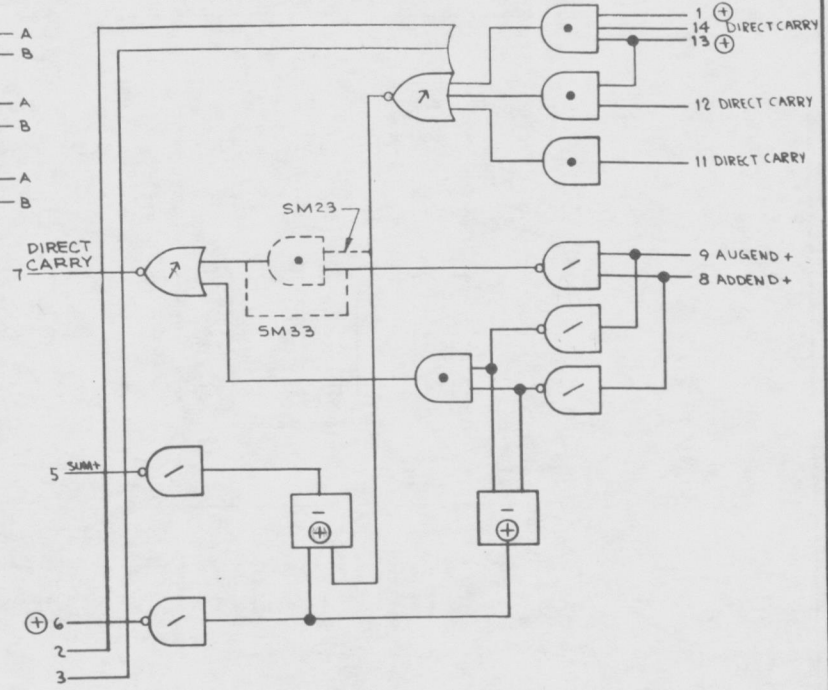 A
B
A
B
A
B
1 ⊕
14 DIRECT CARRY
13 ⊕
12 DIRECT CARRY
11 DIRECT CARRY
SM23
DIRECT
CARRY
7
9 AUGEND +
8 ADDEND +
SM33
5 SUM+
⊕ 6
2
3